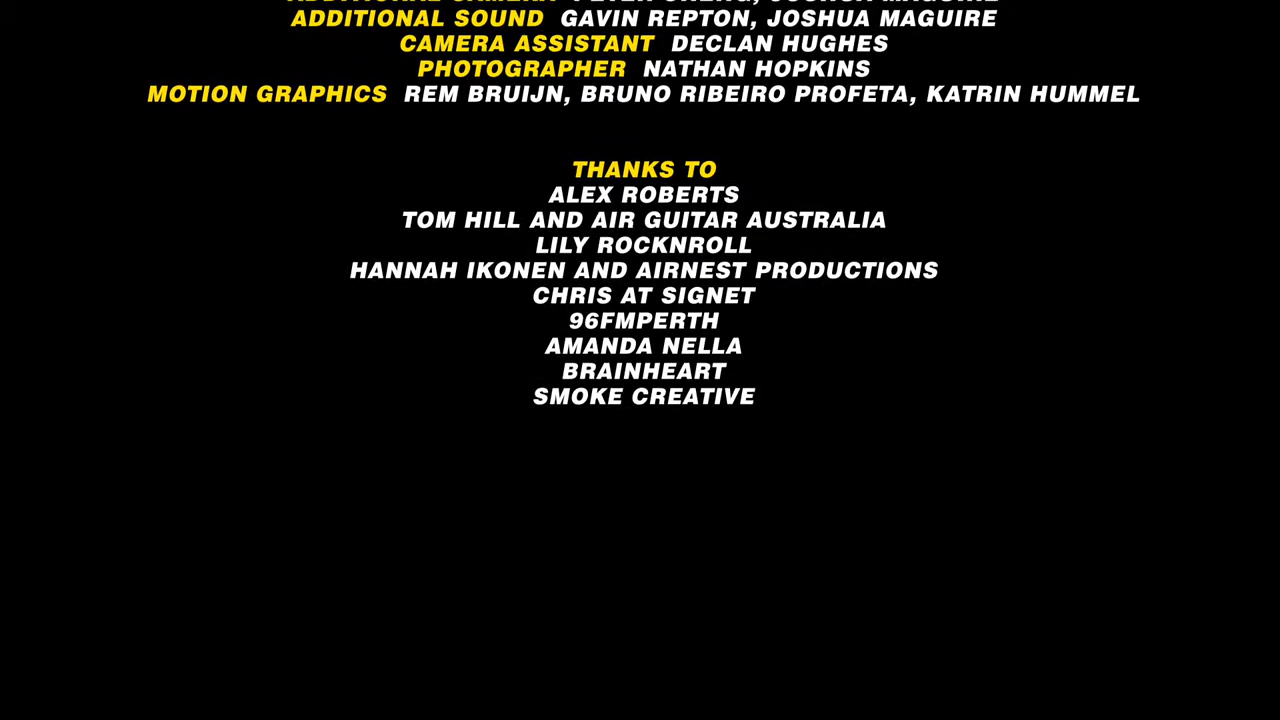 ADDITIONAL SOUND GAVIN REPTON, JOSHUA MAGUIRE
CAMERA ASSISTANT DECLAN HUGHES
PHOTOGRAPHER NATHAN HOPKINS
MOTION GRAPHICS REM BRUIJN, BRUNO RIBEIRO PROFETA, KATRIN HUMMEL
THANKS TO
ALEX ROBERTS
TOM HILL AND AIR GUITAR AUSTRALIA
LILY ROCKNROLL
HANNAH IKONEN AND AIRNEST PRODUCTIONS
CHRIS AT SIGNET
96FMPERTH
AMANDA NELLA
BRAINHEART
SMOKE CREATIVE